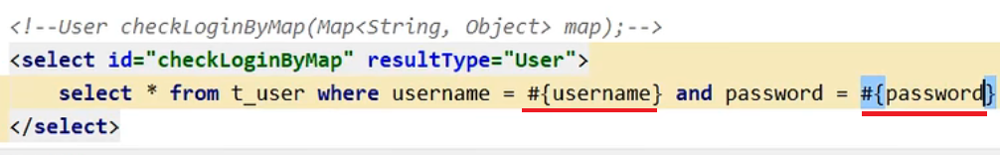 <!--User checkLoginByMap(Map<String, Object> map);-->
<select id="checkLoginByMap" resultType="User">
select * from t_user where username = #{username} and password = #{password}
</select>